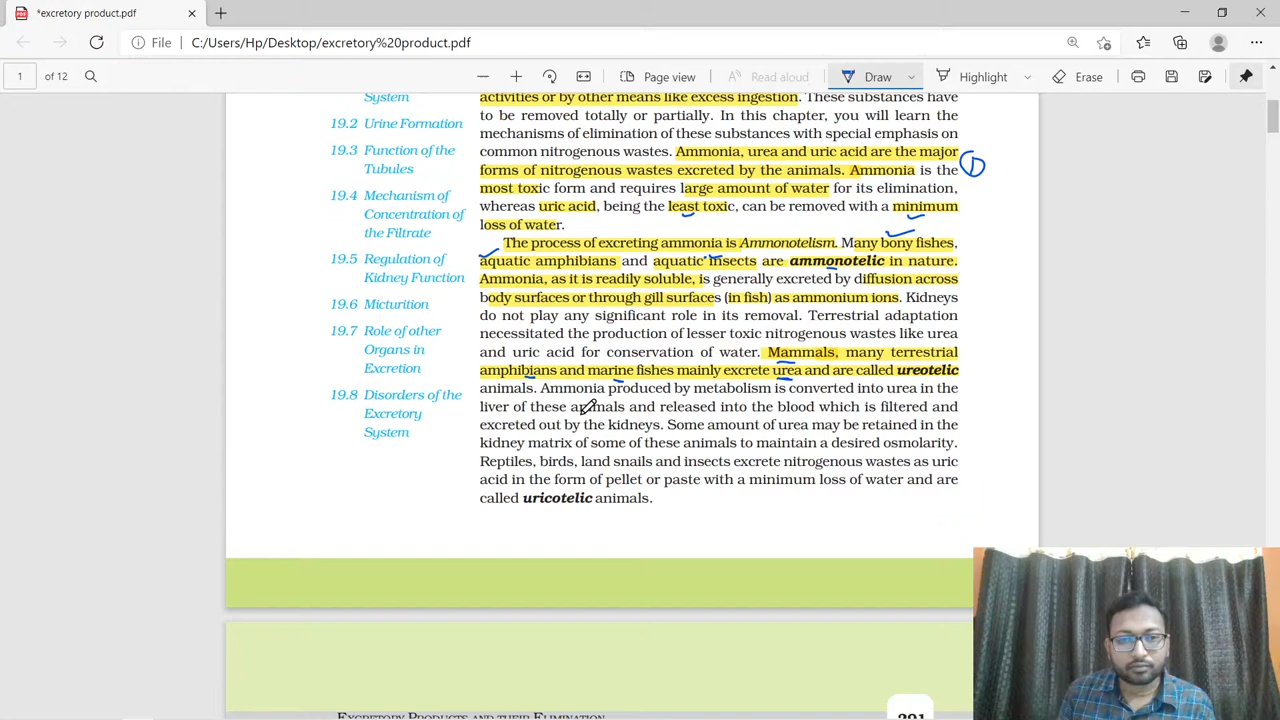 *excretory product.pdf
File C:/Users/Hp/Desktop/excretory%20product.pdf
1 of 12 Page view Read aloud Draw Highlight Erase
System
19.2 Urine Formation
19.3 Function of the
Tubules
19.4 Mechanism of
Concentration of
the Filtrate
19.5 Regulation of
Kidney Function
19.6 Micturition
19.7 Role of other
Organs in
Excretion
19.8 Disorders of the
Excretory
System
activities or by other means like excess ingestion. These substances have
to be removed totally or partially. In this chapter, you will learn the
mechanisms of elimination of these substances with special emphasis on
common nitrogenous wastes. Ammonia, urea and uric acid are the major
forms of nitrogenous wastes excreted by the animals. Ammonia is the
most toxic form and requires large amount of water for its elimination,
whereas uric acid, being the least toxic, can be removed with a minimum
loss of water.
The process of excreting ammonia is Ammonotelism. Many bony fishes,
aquatic amphibians and aquatic insects are ammonotelic in nature.
Ammonia, as it is readily soluble, is generally excreted by diffusion across
body surfaces or through gill surfaces (in fish) as ammonium ions. Kidneys
do not play any significant role in its removal. Terrestrial adaptation
necessitated the production of lesser toxic nitrogenous wastes like urea
and uric acid for conservation of water. Mammals, many terrestrial
amphibians and marine fishes mainly excrete urea and are called ureotelic
animals. Ammonia produced by metabolism is converted into urea in the
liver of these animals and released into the blood which is filtered and
excreted out by the kidneys. Some amount of urea may be retained in the
kidney matrix of some of these animals to maintain a desired osmolarity.
Reptiles, birds, land snails and insects excrete nitrogenous wastes as uric
acid in the form of pellet or paste with a minimum loss of water and are
called uricotelic animals.
1
EXCRETORY PRODUCTS AND THEIR ELIMINATION
291